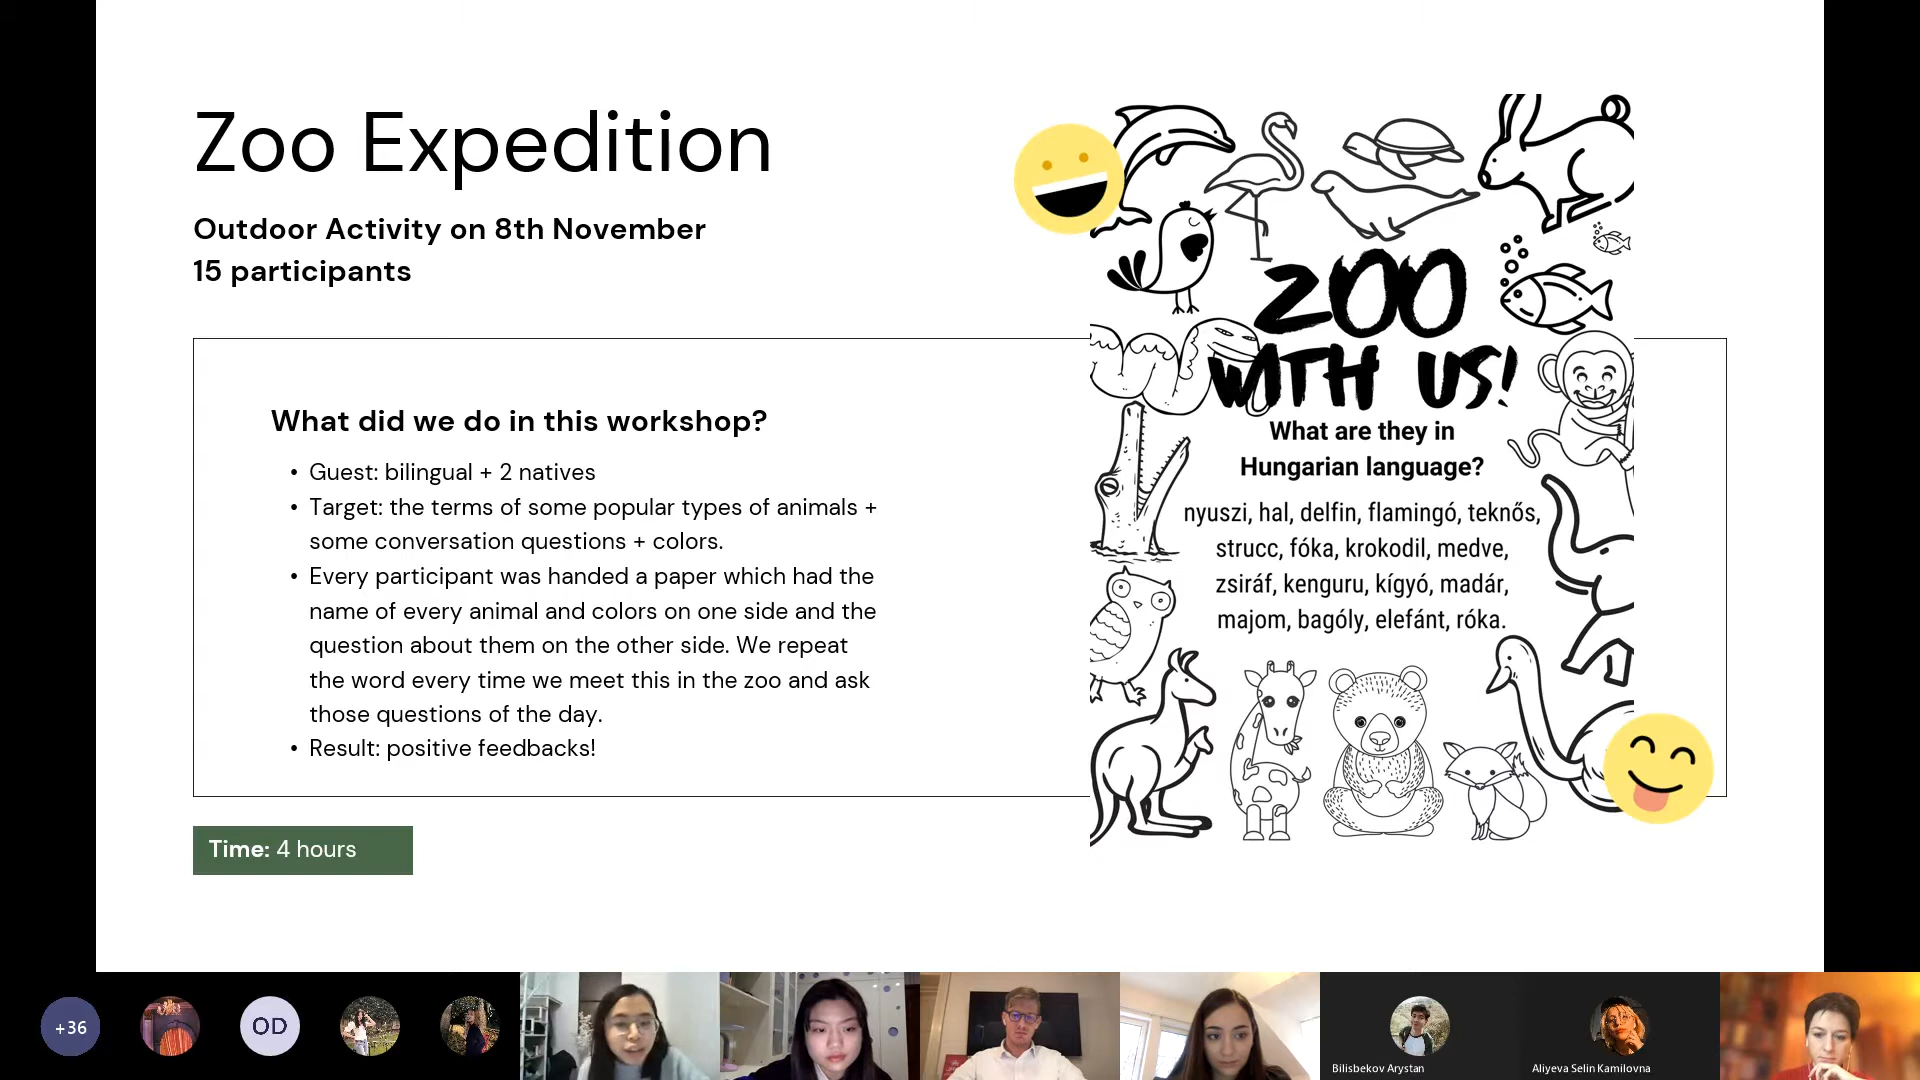 Zoo Expedition
Outdoor Activity on 8th November
15 participants
What did we do in this workshop?
• Guest: bilingual + 2 natives
• Target: the terms of some popular types of animals +
some conversation questions + colors.
• Every participant was handed a paper which had the
name of every animal and colors on one side and the
question about them on the other side. We repeat
the word every time we meet this in the zoo and ask
those questions of the day.
• Result: positive feedbacks!
Time: 4 hours
ZOO
WITH US!
What are they in
Hungarian language?
nyuszi, hal, delfin, flamingó, teknős,
strucc, fóka, krokodil, medve,
zsiráf, kenguru, kígyó, madár,
majom, bagóly, elefánt, róka.
+36
OD
Bilisbekov Arystan
Aliyeva Selin Kamilovna